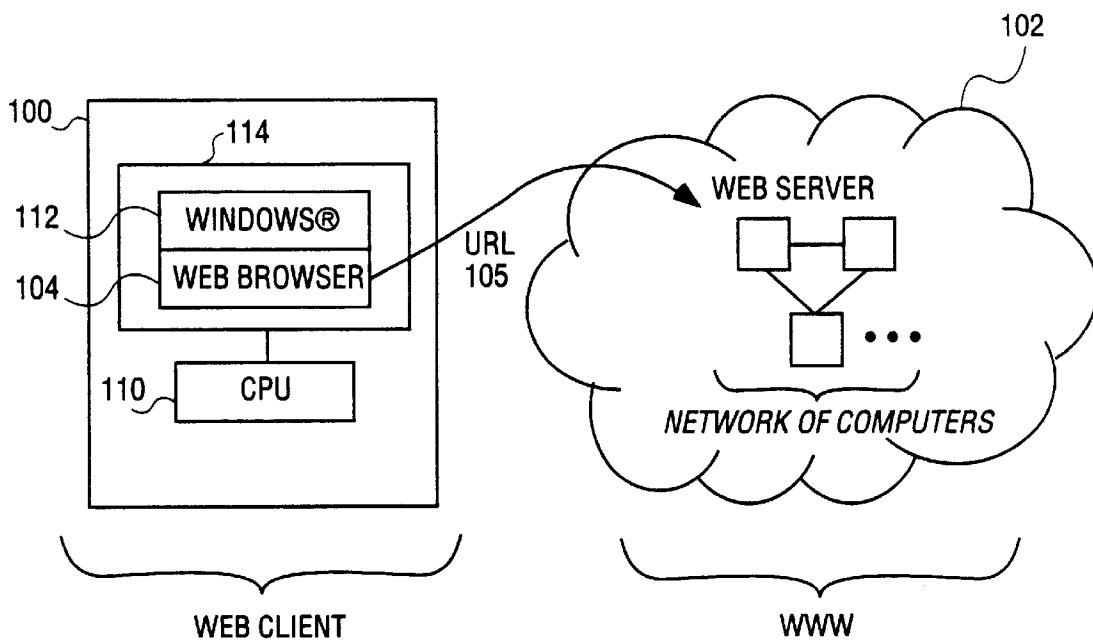 102
100
114
WEB SERVER
112
WINDOWS®
URL
105
104
WEB BROWSER
110
CPU
NETWORK OF COMPUTERS
WEB CLIENT
WWW